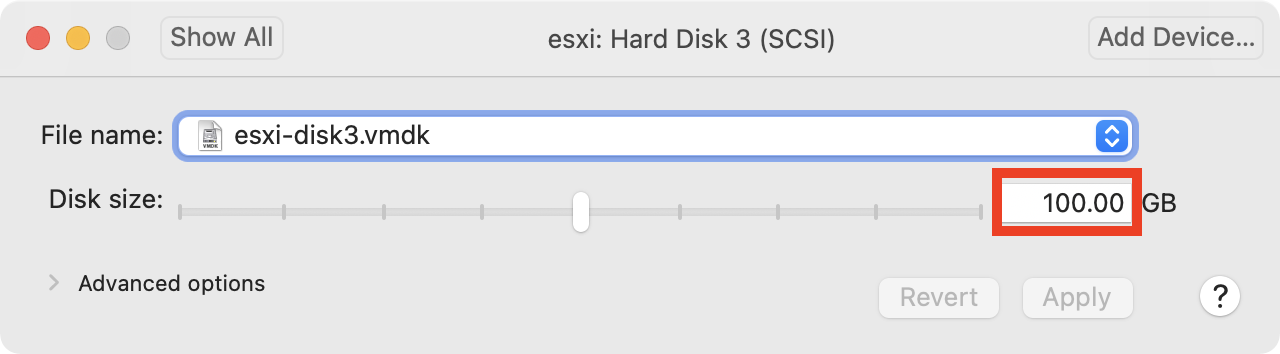 Show All esxi: Hard Disk 3 (SCSI) Add Device...
File name: VMDK esxi-disk3.vmdk
Disk size: 100.00 GB
Advanced options Revert Apply ?